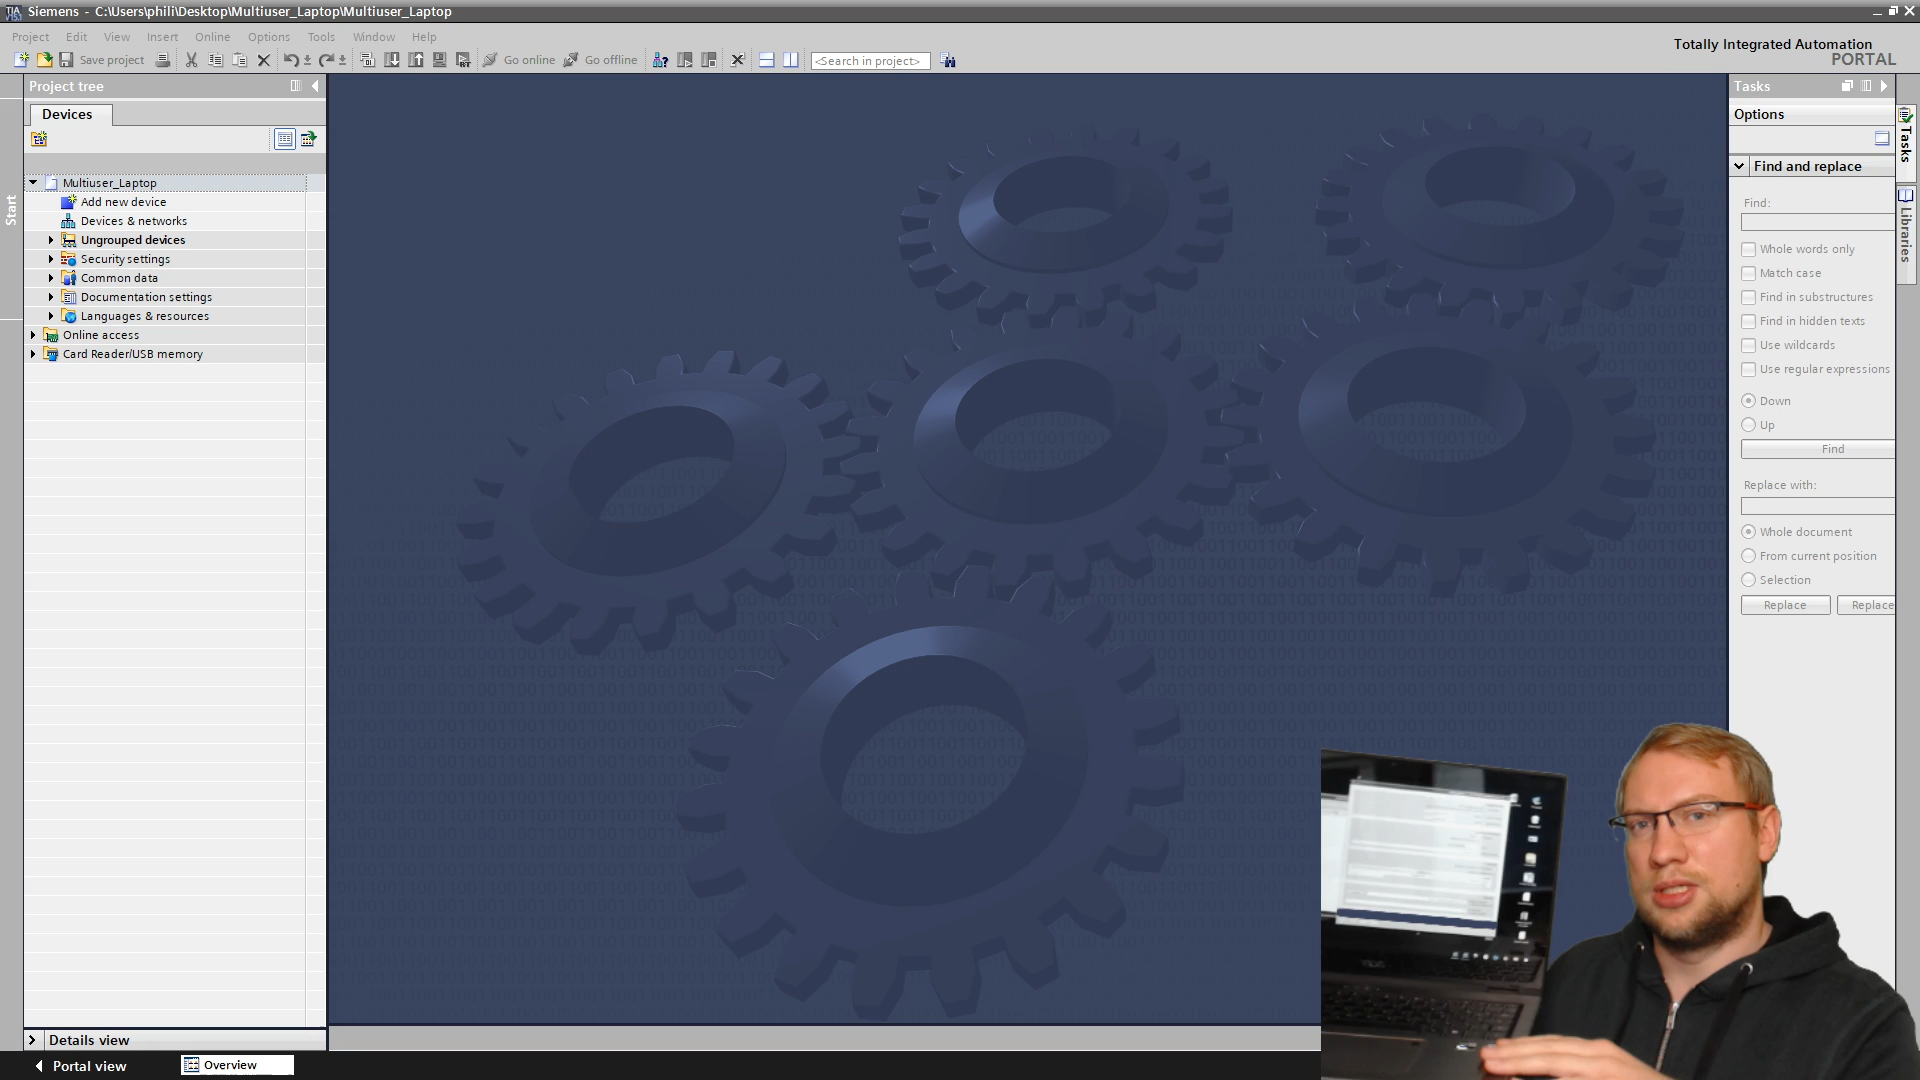 Siemens - C:\Users\phili\Desktop\Multiuser_Laptop\Multiuser_Laptop
Project Edit View Insert Online Options Tools Window Help
Totally Integrated Automation
PORTAL
Save project
Go online
Go offline
<Search in project>
Project tree
Devices
Start
Multiuser_Laptop
Add new device
Devices & networks
Ungrouped devices
Security settings
Common data
Documentation settings
Languages & resources
Online access
Card Reader/USB memory
Details view
Portal view
Overview
Tasks
Options
Find and replace
Find:
Whole words only
Match case
Find in substructures
Find in hidden texts
Use wildcards
Use regular expressions
Down
Up
Find
Replace with:
Whole document
From current position
Selection
Replace
Replace
Tasks
Libraries